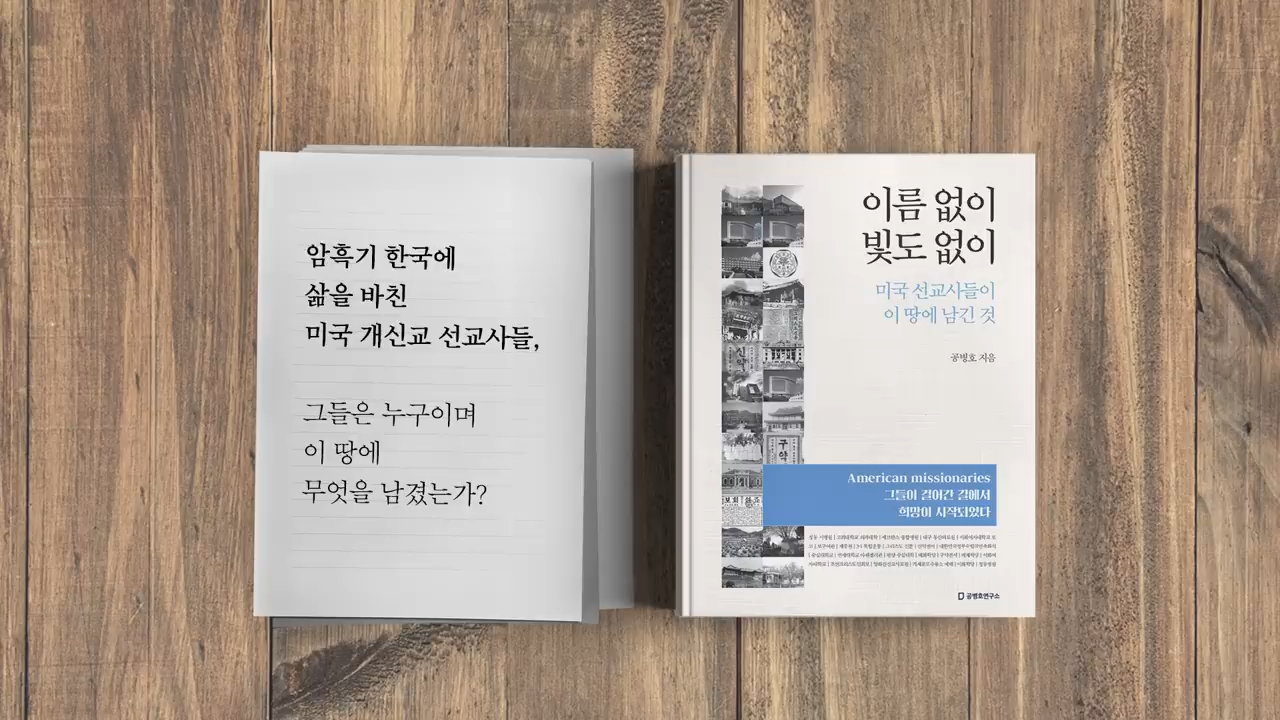 암흑기 한국에
삶을 바친
미국 개신교 선교사들,
그들은 누구이며
이 땅에
무엇을 남겼는가?
이름 없이
빛도 없이
미국 선교사들이
이 땅에 남긴 것
공병호 지음
신약
구약
American missionaries
그들이 걸어간 길에서
희망이 시작되었다
공병호연구소